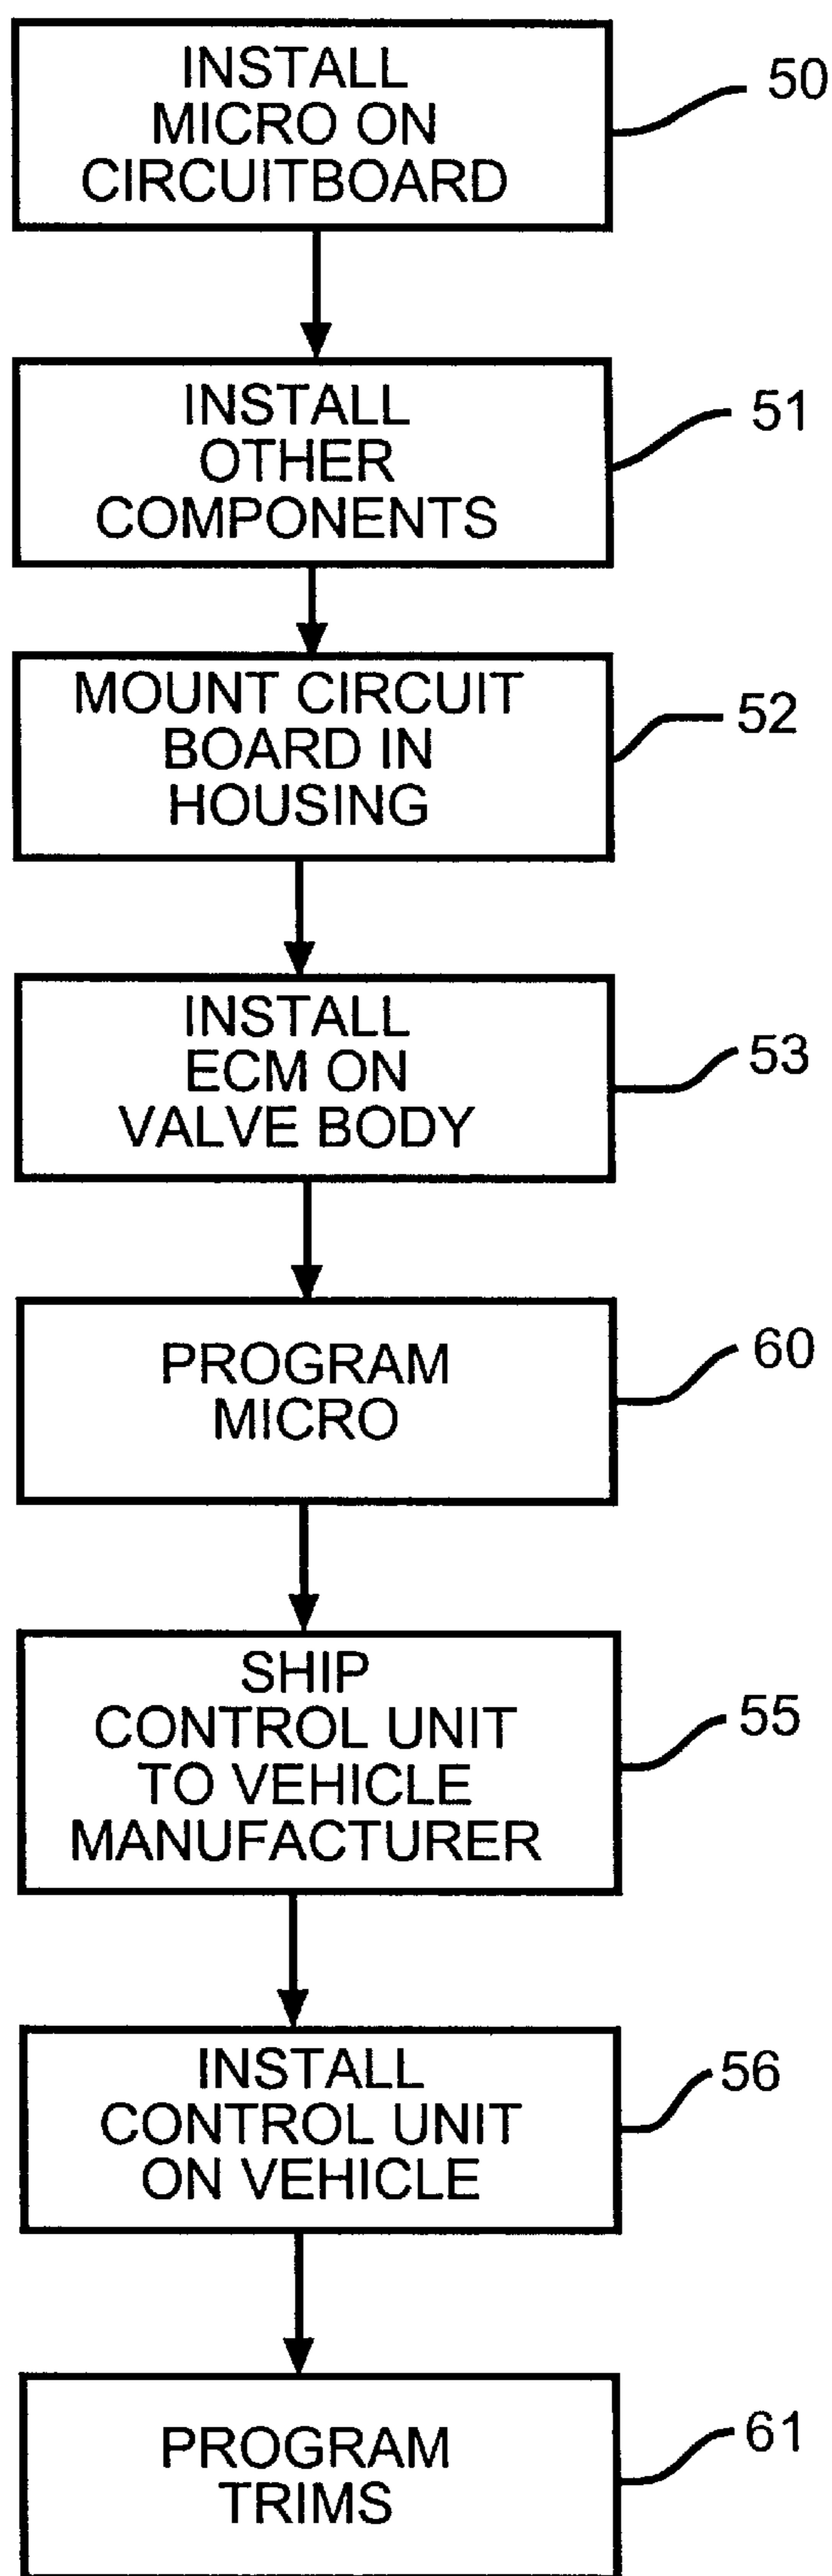 INSTALL
MICRO ON
CIRCUITBOARD
50
INSTALL
OTHER
COMPONENTS
51
MOUNT CIRCUIT
BOARD IN
HOUSING
52
INSTALL
ECM ON
VALVE BODY
53
PROGRAM
MICRO
60
SHIP
CONTROL UNIT
TO VEHICLE
MANUFACTURER
55
INSTALL
CONTROL UNIT
ON VEHICLE
56
PROGRAM
TRIMS
61